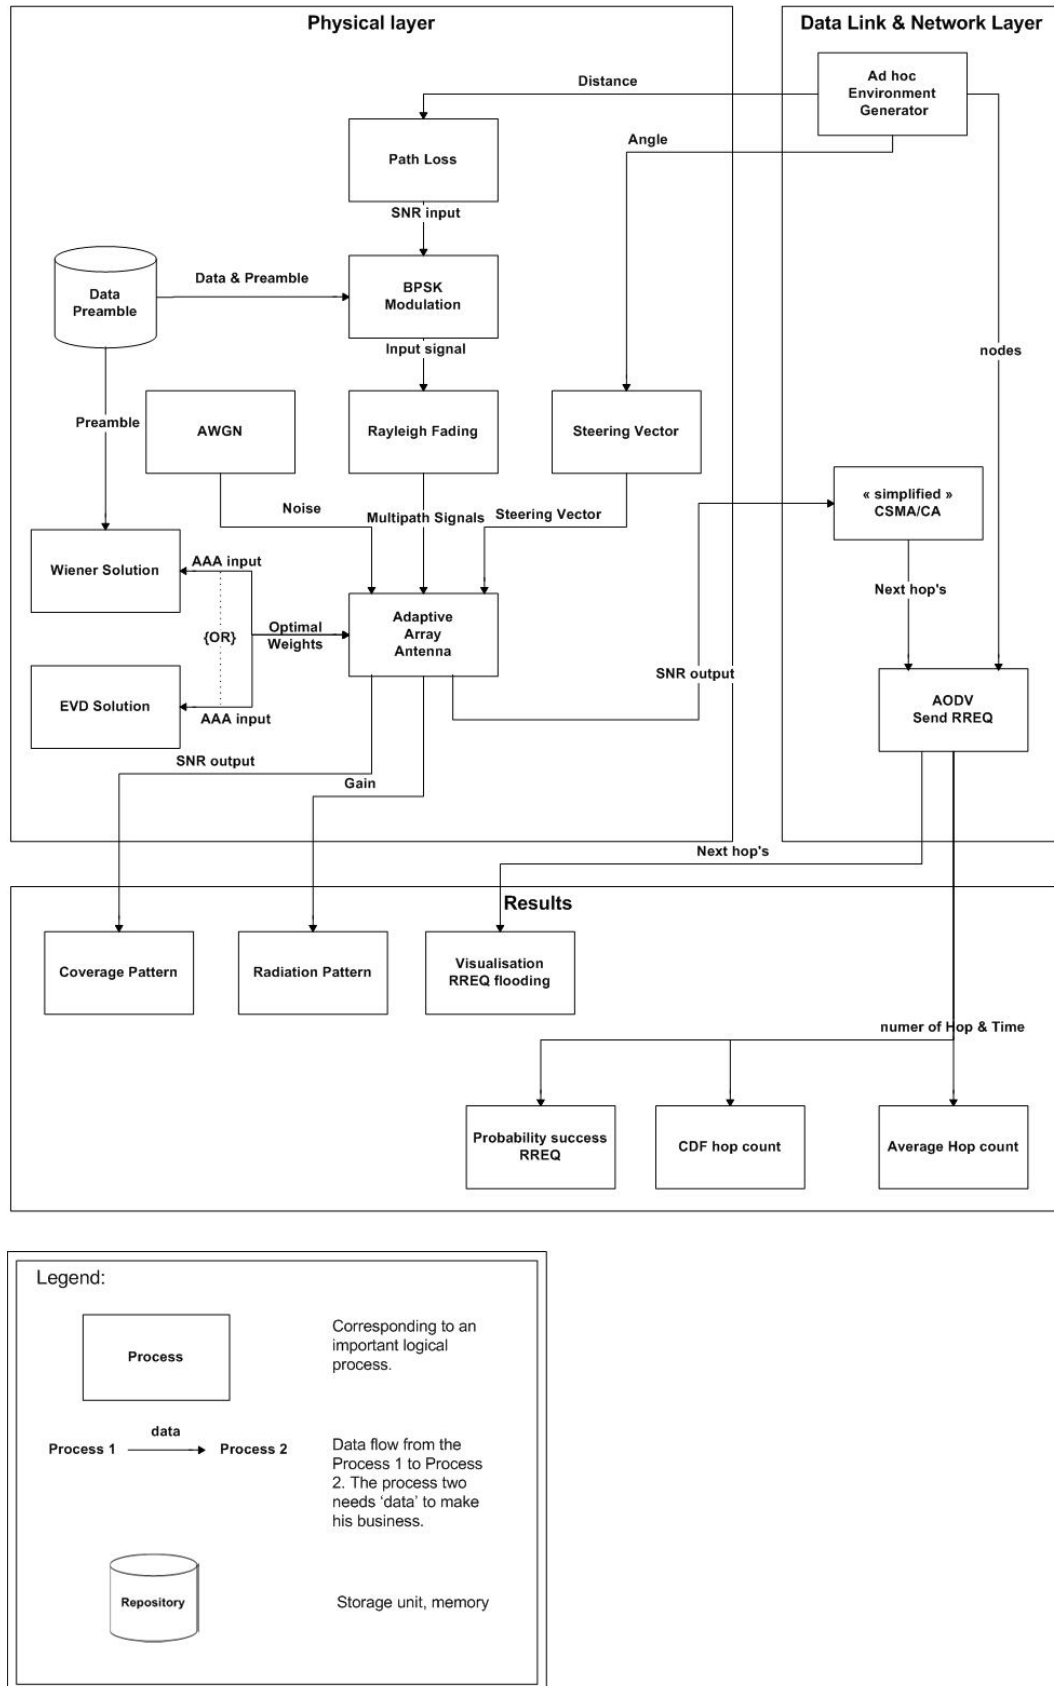 Physical layer
Data Link & Network Layer
Ad hoc
Environment
Generator
Distance
Angle
Path Loss
SNR input
Data
Preamble
Data & Preamble
BPSK
Modulation
Input signal
nodes
Preamble
AWGN
Rayleigh Fading
Steering Vector
« simplified »
CSMA/CA
Noise
Multipath Signals
Steering Vector
Wiener Solution
AAA input
Next hop's
{OR}
Optimal
Weights
Adaptive
Array
Antenna
SNR output
EVD Solution
AAA input
AODV
Send RREQ
SNR output
Gain
Next hop's
Results
Coverage Pattern
Radiation Pattern
Visualisation
RREQ flooding
numer of Hop & Time
Probability success
RREQ
CDF hop count
Average Hop count
Legend:
Process
Corresponding to an
important logical
process.
data
Process 1
Process 2
Data flow from the
Process 1 to Process
2. The process two
needs ‘data’ to make
his business.
Repository
Storage unit, memory